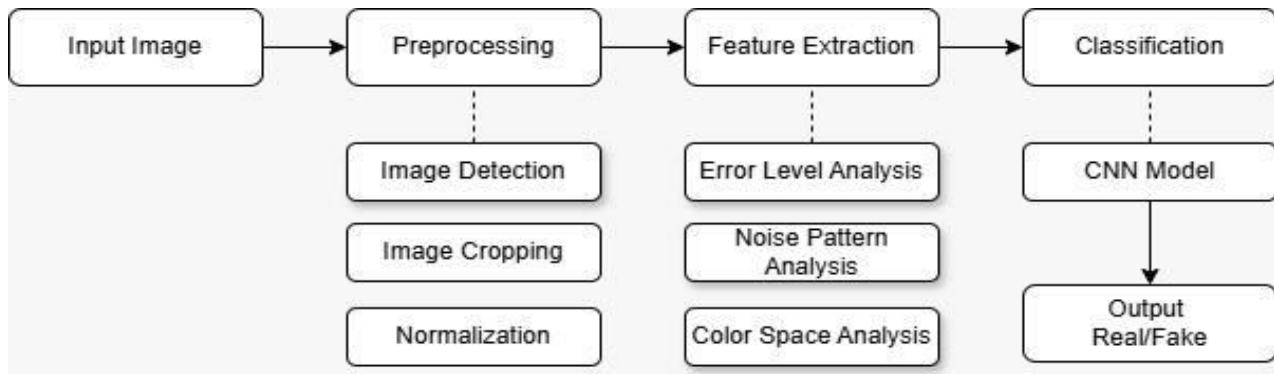 Input Image
Preprocessing
Feature Extraction
Classification
Image Detection
Error Level Analysis
CNN Model
Image Cropping
Noise Pattern
Analysis
Normalization
Color Space Analysis
Output
Real/Fake